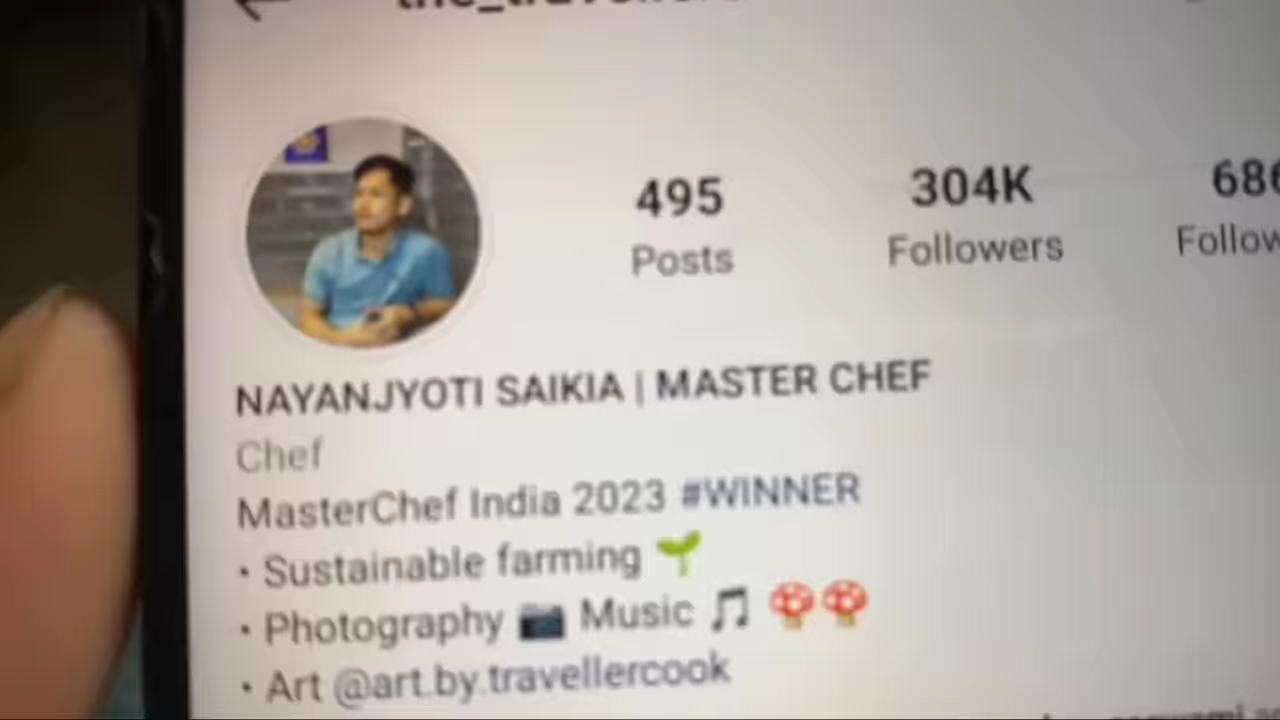 495
304K
Posts
Followers
NAYANJYOTI SAIKIA | MASTER CHEF
Chef
MasterChef India 2023 #WINNER
• Sustainable farming 🌱
• Photography 📷 Music 🎵 🍄🍄
• Art @art.by.travellercook